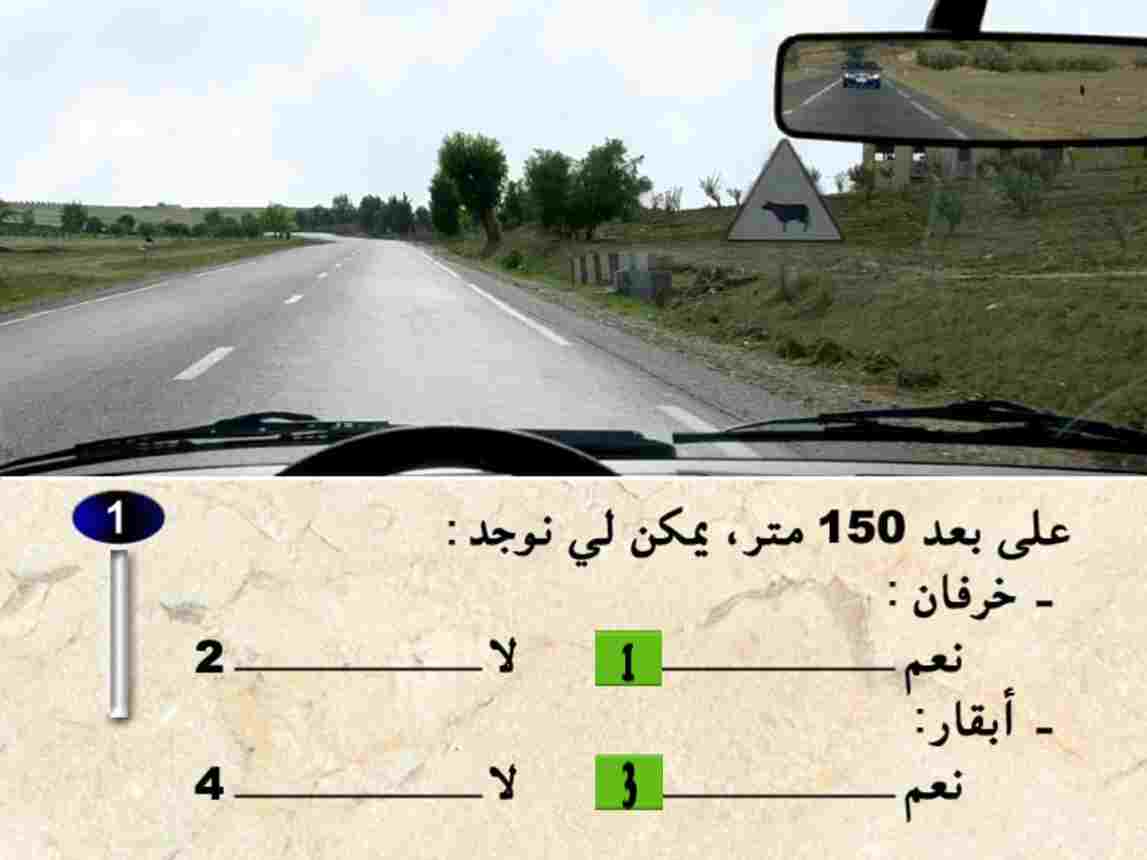 1
على بعد 150 متر، يمكن لي نوجد :
- خرفان :
نعم 1 لا 2
- أبقار :
نعم 3 لا 4